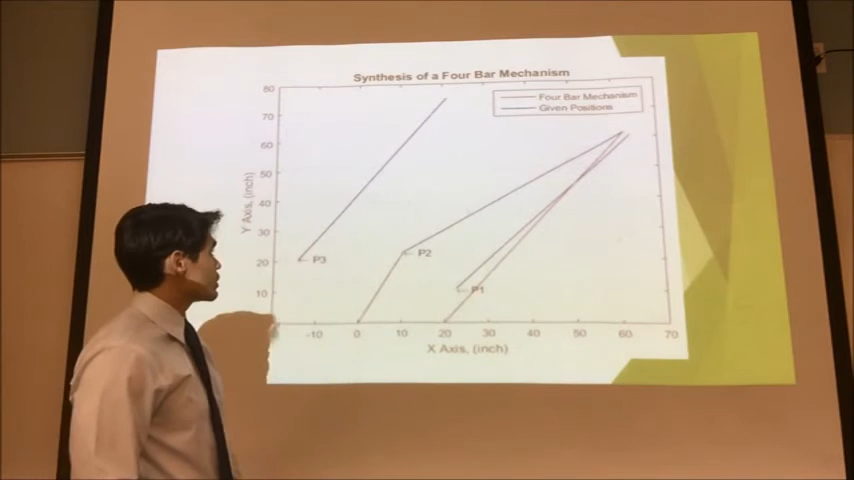 Synthesis of a Four Bar Mechanism
Four Bar Mechanism
Given Positions
80
70
60
50
40
30
20
10
Y Axis, (inch)
P3
P2
P1
-10 0 10 20 30 40 50 60 70
X Axis, (inch)